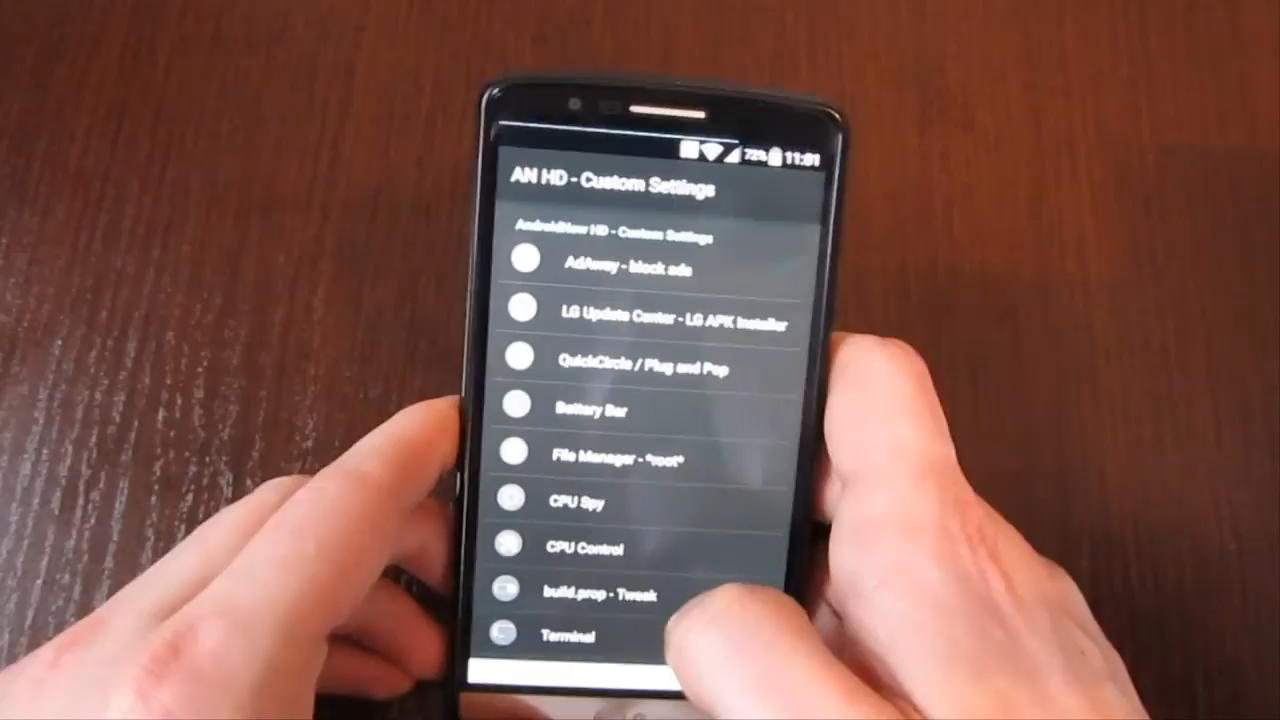 72% 11:01
AN HD - Custom Settings
AndroidNow HD - Custom Settings
AdAway - block ads
LG Update Center - LG APK Installer
QuickCircle / Plug and Pop
Battery Bar
File Manager - *root*
CPU Spy
CPU Control
build.prop - Tweak
Terminal